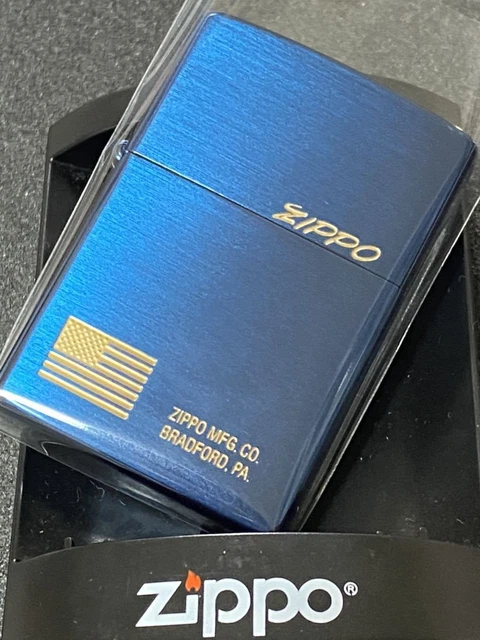 ZIPPO
ZIPPO MFG. CO.
BRADFORD, PA.
zippo®